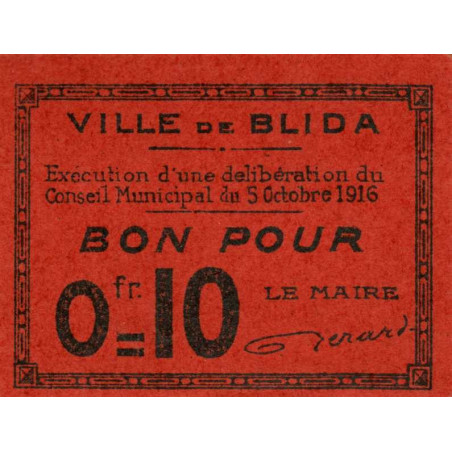 VILLE DE BLIDA
Exécution d'une delibération du
Conseil Municipal du 5 Octobre 1916
BON POUR
0 fr.=10
LE MAIRE
Gerard